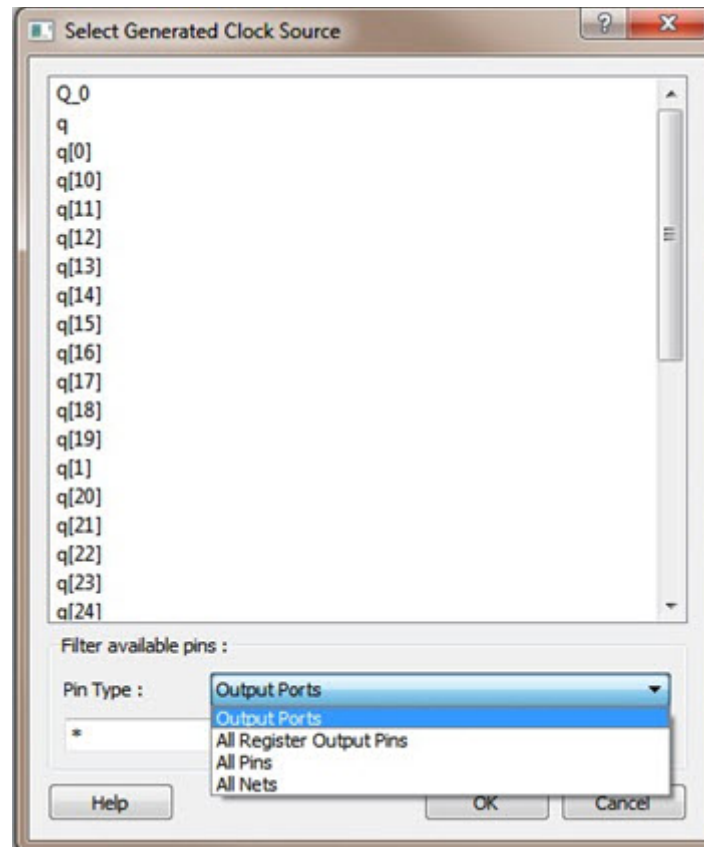 Select Generated Clock Source
Q_0
q
q[0]
q[10]
q[11]
q[12]
q[13]
q[14]
q[15]
q[16]
q[17]
q[18]
q[19]
q[1]
q[20]
q[21]
q[22]
q[23]
q[24]
Filter available pins :
Pin Type : Output Ports
Output Ports
* All Register Output Pins
All Pins
All Nets
Help OK Cancel